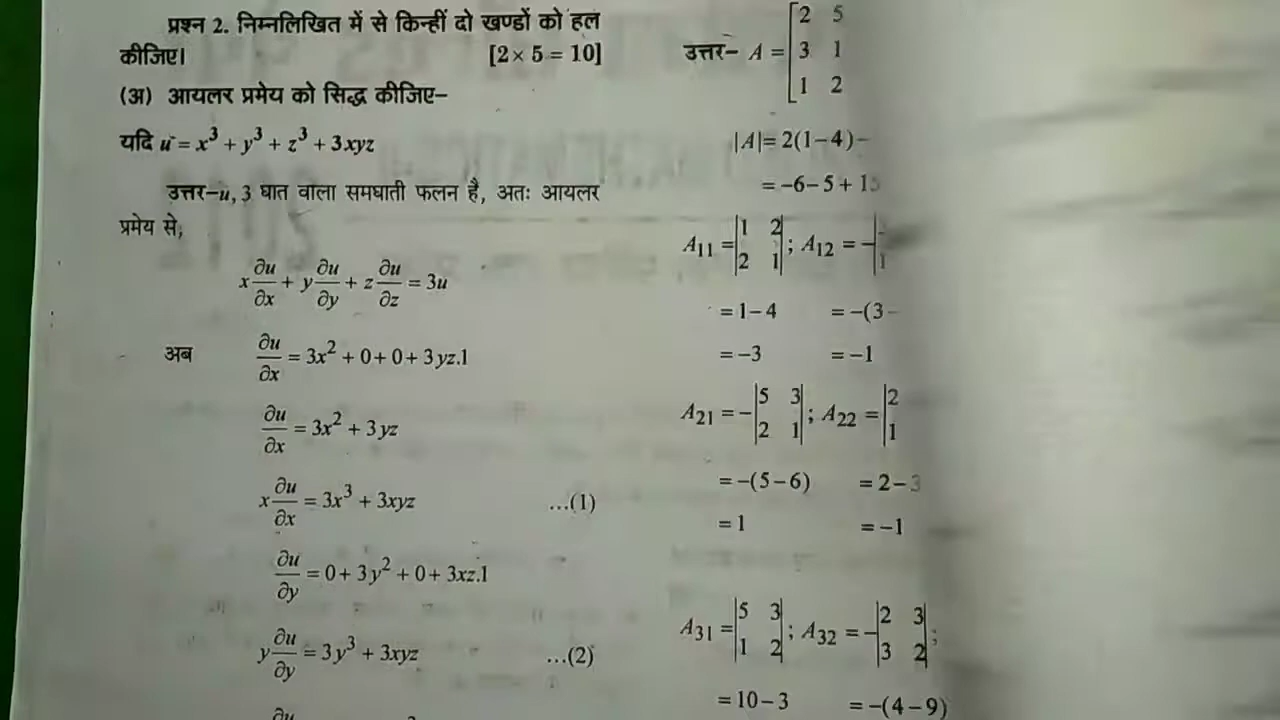 प्रश्न 2. निम्नलिखित में से किन्हीं दो खण्डों को हल
कीजिए। [2 × 5 = 10]
(अ) आयलर प्रमेय को सिद्ध कीजिए–
यदि u = x³ + y³ + z³ + 3xyz
उत्तर–u, 3 घात वाला समघाती फलन है, अतः आयलर
प्रमेय से,
x ∂u/∂x + y ∂u/∂y + z ∂u/∂z = 3u
अब ∂u/∂x = 3x² + 0 + 0 + 3yz.1
∂u/∂x = 3x² + 3yz
x ∂u/∂x = 3x³ + 3xyz ...(1)
∂u/∂y = 0 + 3y² + 0 + 3xz.1
y ∂u/∂y = 3y³ + 3xyz ...(2)
∂u
उत्तर– A = [2 5
3 1
1 2
|A| = 2(1 – 4) –
= –6 – 5 + 15
A₁₁ = |1 2; 2 1| ; A₁₂ = –|
= 1 – 4 = –(3 –
= –3 = –1
A₂₁ = –|5 3; 2 1| ; A₂₂ = |2; 1
= –(5 – 6) = 2 – 3
= 1 = –1
A₃₁ = |5 3; 1 2| ; A₃₂ = –|2 3; 3 2| ;
= 10 – 3 = –(4 – 9)